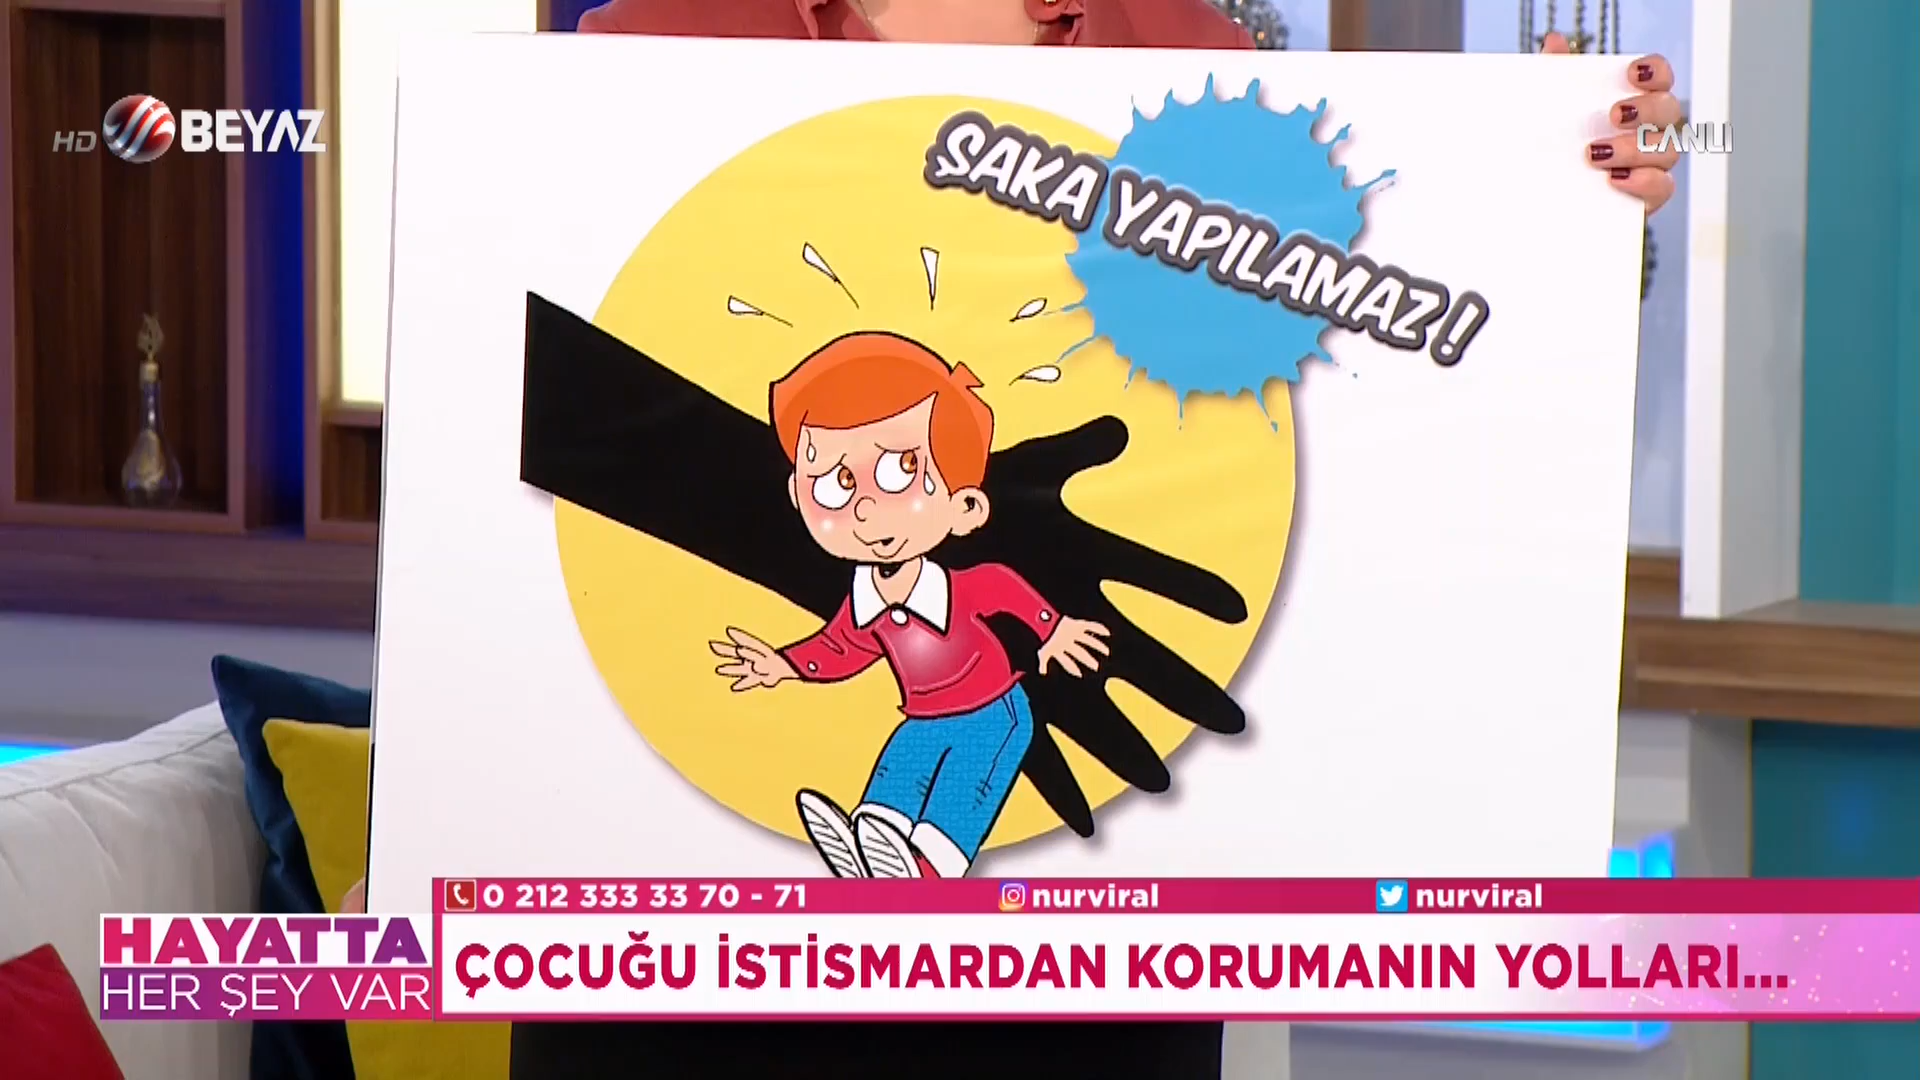 HD BEYAZ
CANLI
ŞAKA YAPILAMAZ !
0 212 333 33 70 - 71
nurviral
nurviral
HAYATTA
HER ŞEY VAR
ÇOCUĞU İSTİSMARDAN KORUMANIN YOLLARI...